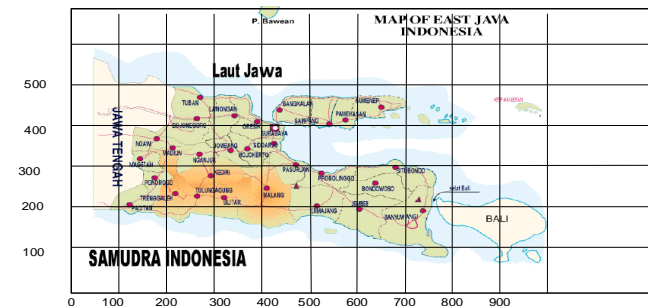 P. Bawean
MAP OF EAST JAVA
INDONESIA
Laut Jawa
500
TUBAN
LAMONGAN
BANGKALAN
SUMENEP
SAMPANG
PAMEKASAN
BOJONEGORO
GRESIK
400
SURABAYA
JAWA TENGAH
NGAWI
MADIUN
JOMBANG
SIDOARJO
MOJOKERTO
NGANJUK
MAGETAN
300
PASURUAN
SITUBONDO
KEDIRI
PROBOLINGGO
PONOROGO
BONDOWOSO
selat Bali
TULUNGAGUNG
MALANG
TRENGGALEK
BLITAR
200
PACITAN
LUMAJANG
JEMBER
BANYUWANGI
BALI
100
SAMUDRA INDONESIA
0 100 200 300 400 500 600 700 800 900